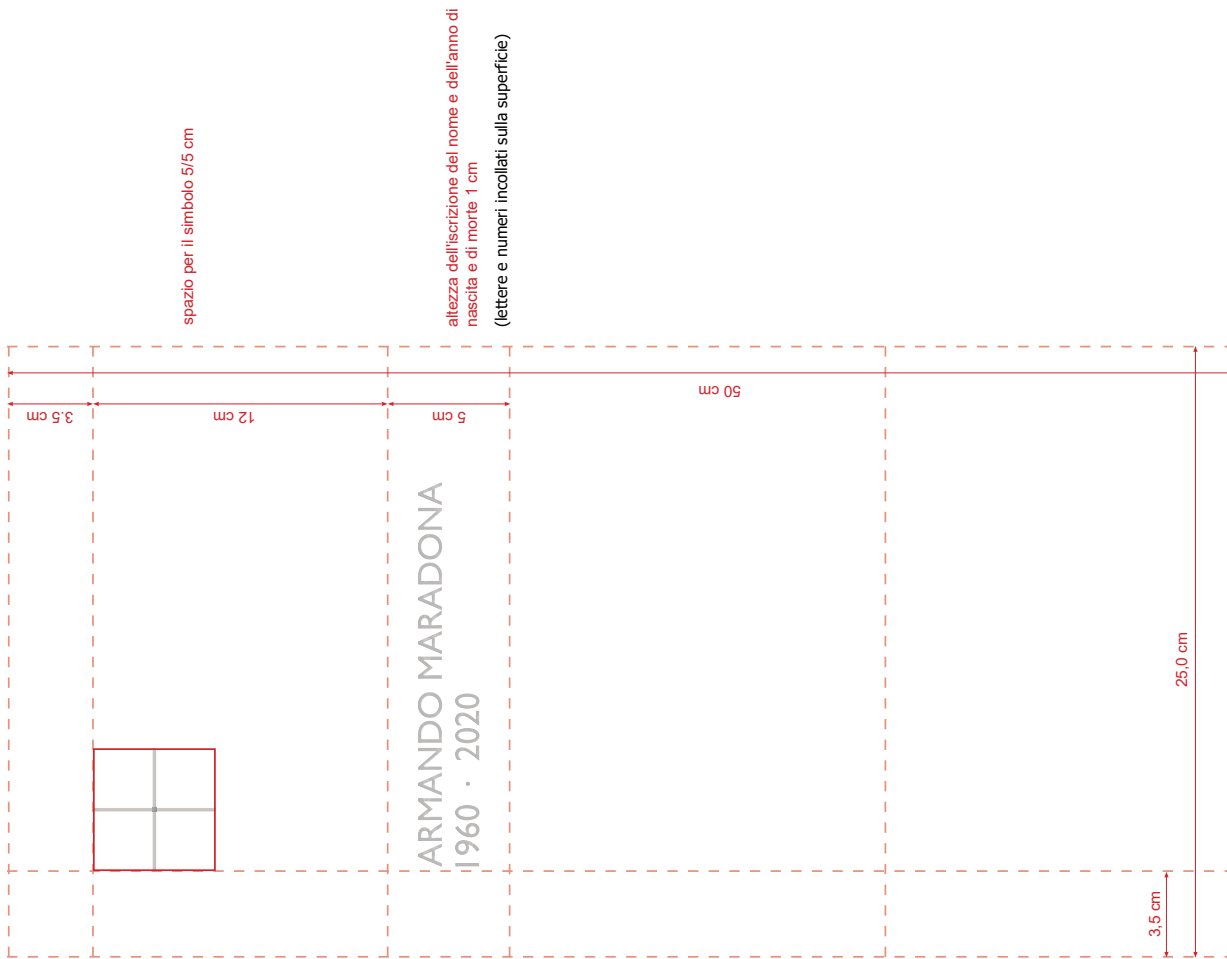 spazio per il simbolo 5/5 cm
altezza dell'iscrizione del nome e dell'anno di
nascita e di morte 1 cm
(lettere e numeri incollati sulla superficie)
3.5 cm
12 cm
5 cm
50 cm
ARMANDO MARADONA
1960 · 2020
25,0 cm
3,5 cm